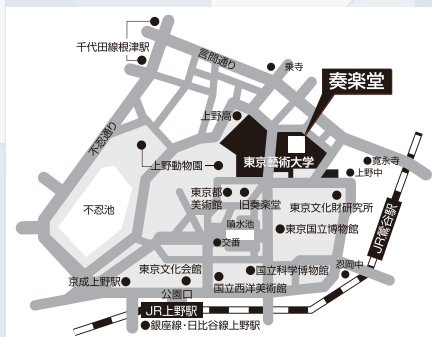 千代田線根津駅
言問通り
乗寺
奏楽堂
不忍通り
上野高
上野動物園
東京藝術大学
寛永寺
上野中
東京都
美術館
旧奏楽堂
東京文化財研究所
不忍池
噴水池
東京国立博物館
交番
JR鶯谷駅
忍岡中
東京文化会館
国立科学博物館
京成上野駅
公園口
国立西洋美術館
JR上野駅
銀座線・日比谷線上野駅